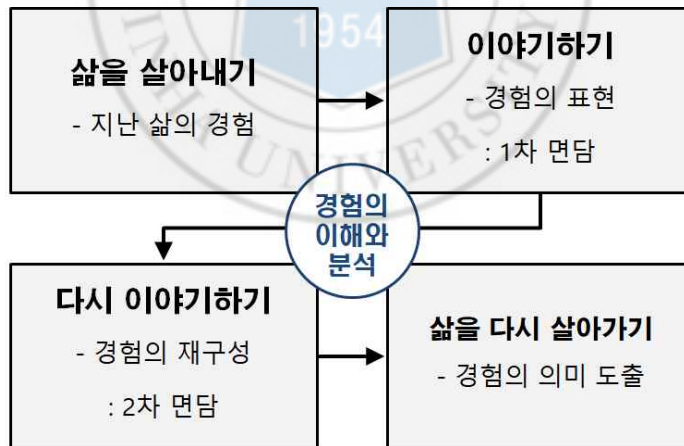 1954
INHA UNIVERSITY
삶을 살아내기
- 지난 삶의 경험
이야기하기
- 경험의 표현
: 1차 면담
경험의
이해와
분석
다시 이야기하기
- 경험의 재구성
: 2차 면담
삶을 다시 살아가기
- 경험의 의미 도출